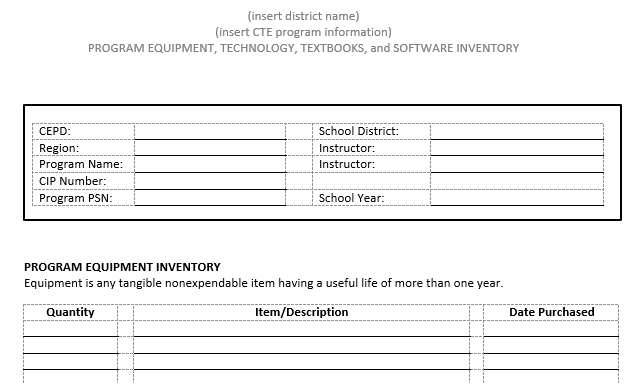 (insert district name)
(insert CTE program information)
PROGRAM EQUIPMENT, TECHNOLOGY, TEXTBOOKS, and SOFTWARE INVENTORY
CEPD: School District:
Region: Instructor:
Program Name: Instructor:
CIP Number:
Program PSN: School Year:
PROGRAM EQUIPMENT INVENTORY
Equipment is any tangible nonexpendable item having a useful life of more than one year.
Quantity Item/Description Date Purchased